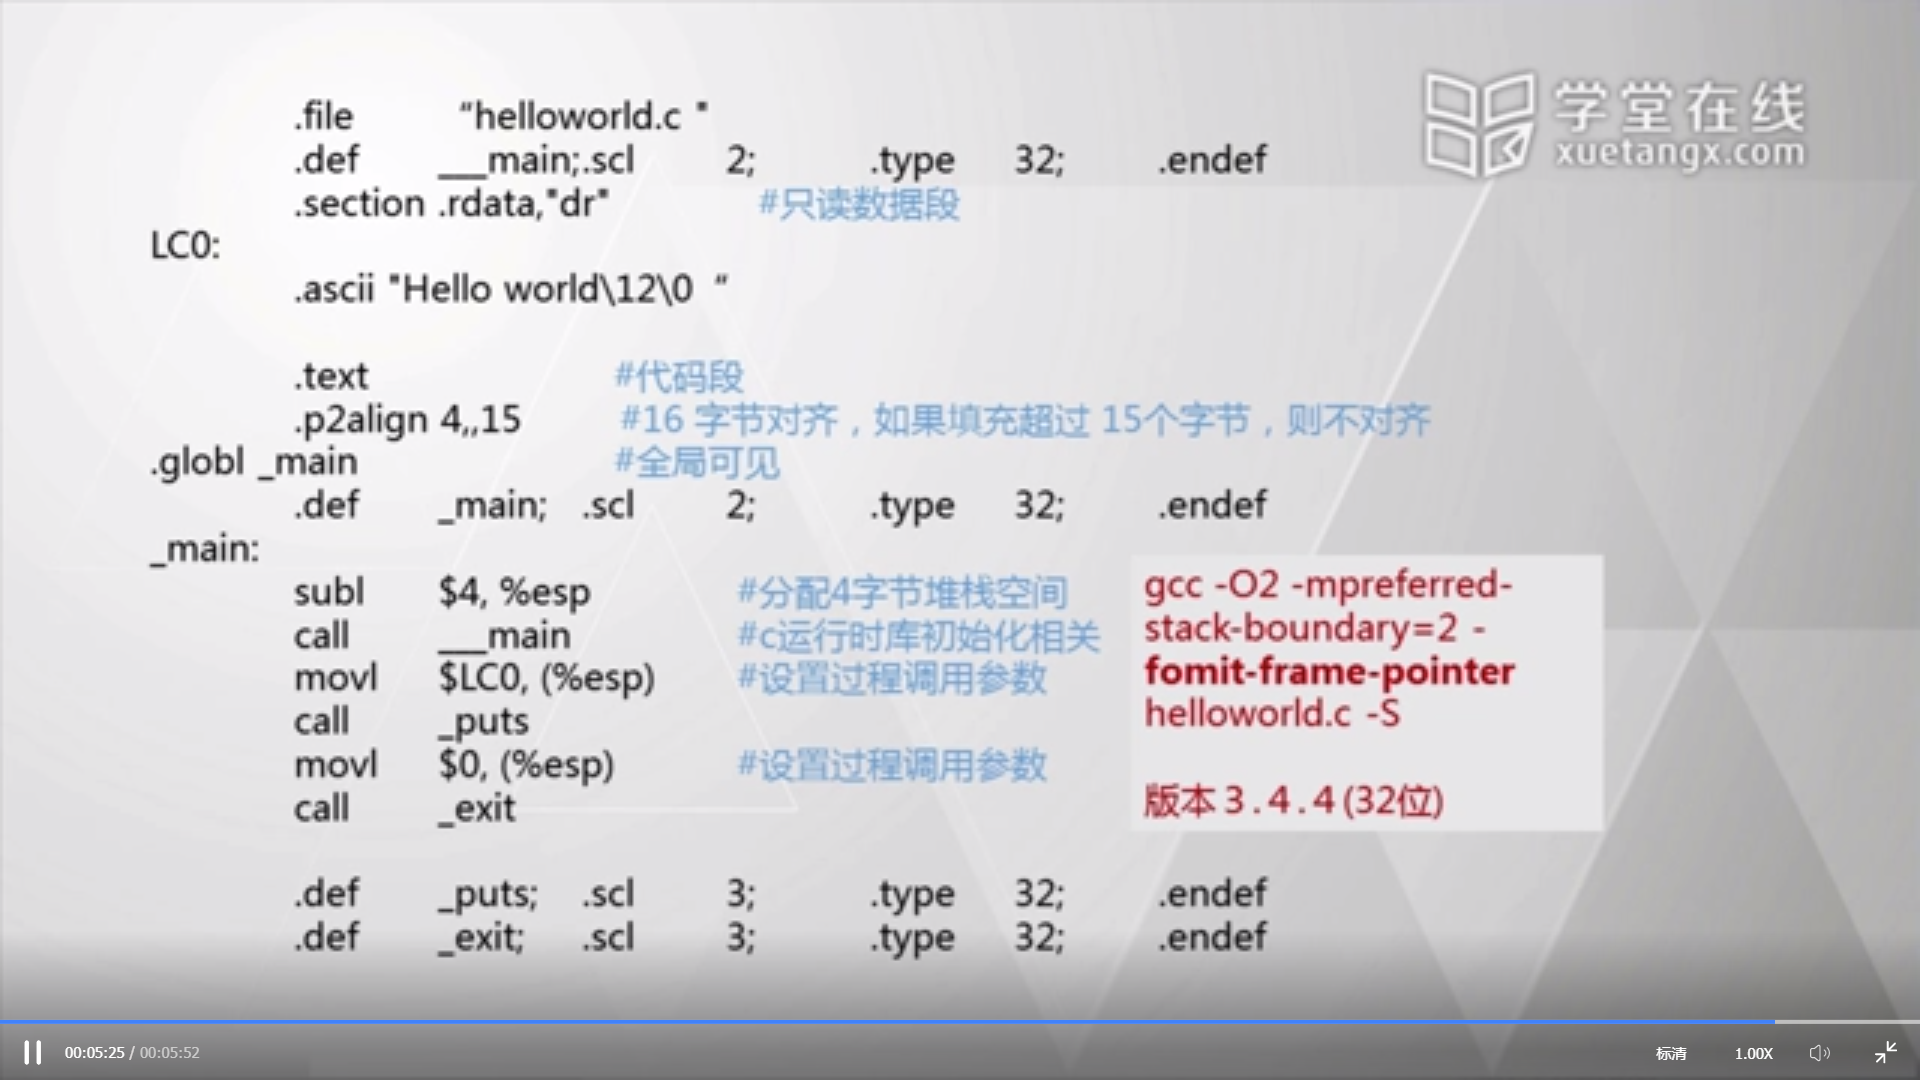 学堂在线
xuetangx.com
.file “helloworld.c "
.def ___main;.scl 2; .type 32; .endef
.section .rdata,"dr" #只读数据段
LC0:
.ascii "Hello world\12\0 “
.text #代码段
.p2align 4,,15 #16 字节对齐，如果填充超过 15个字节，则不对齐
.globl _main #全局可见
.def _main; .scl 2; .type 32; .endef
_main:
subl $4, %esp #分配4字节堆栈空间
call ___main #c运行时库初始化相关
movl $LC0, (%esp) #设置过程调用参数
call _puts
movl $0, (%esp) #设置过程调用参数
call _exit
.def _puts; .scl 3; .type 32; .endef
.def _exit; .scl 3; .type 32; .endef
gcc -O2 -mpreferred-
stack-boundary=2 -
fomit-frame-pointer
helloworld.c -S
版本 3 . 4 . 4 (32位)
00:05:25 / 00:05:52 标清 1.00X